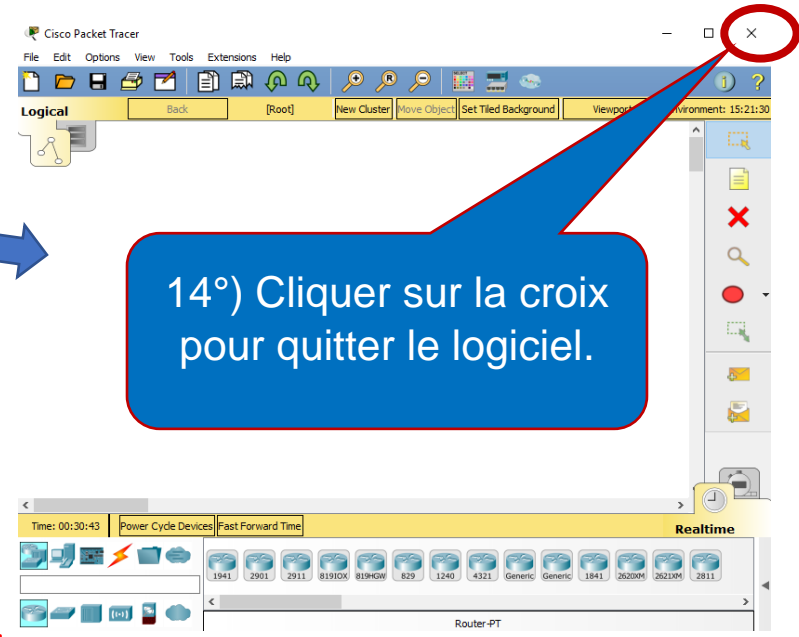 Cisco Packet Tracer
File Edit Options View Tools Extensions Help
Logical Back [Root] New Cluster Move Object Set Tiled Background Viewport vironment: 15:21:30
14°) Cliquer sur la croix
pour quitter le logiciel.
Time: 00:30:43 Power Cycle Devices Fast Forward Time Realtime
1941 2901 2911 819IOX 819HGW 829 1240 4321 Generic Generic 1841 2620XM 2621XM 2811
Router-PT